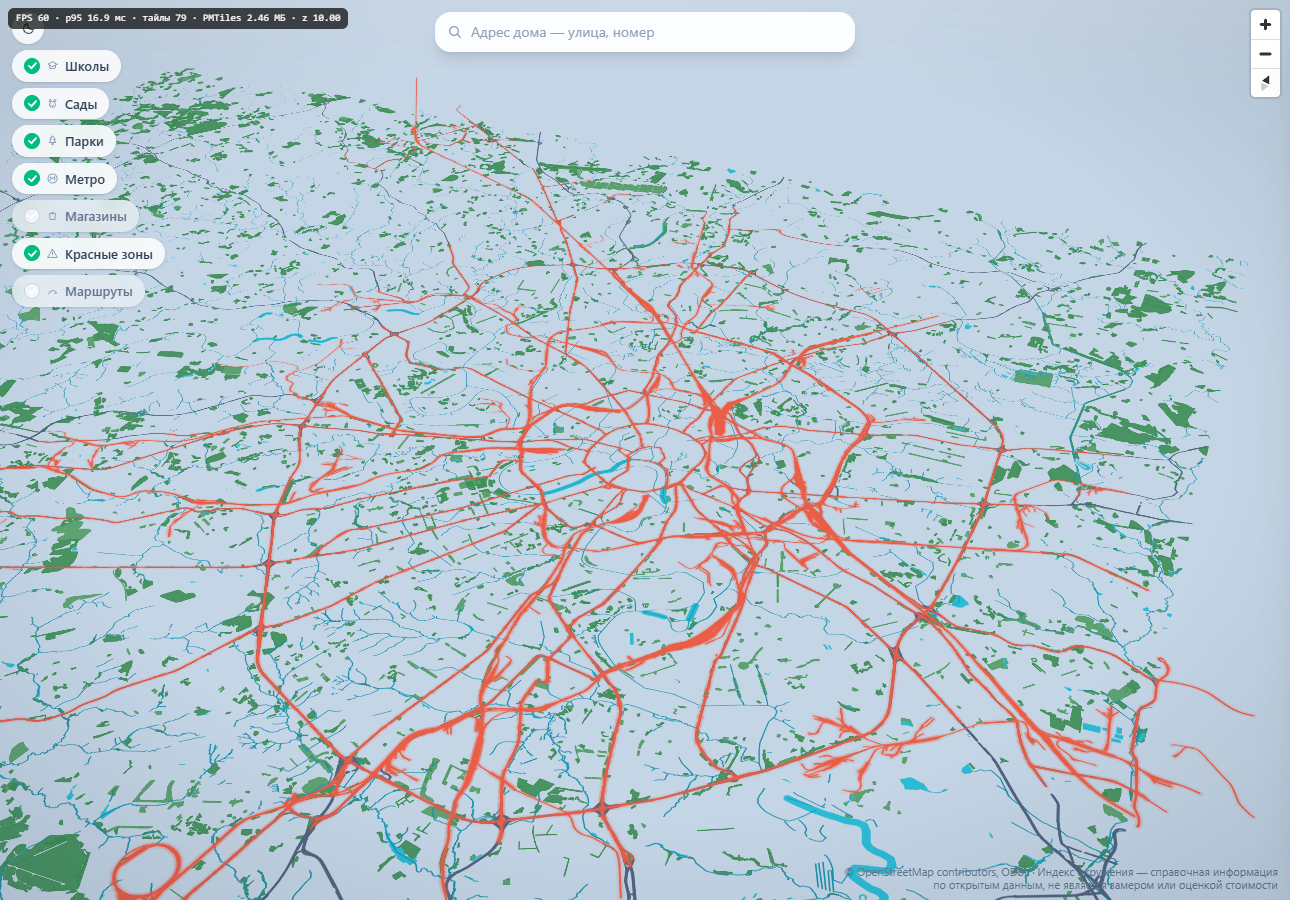 FPS 60 · p95 16.9 мс · тайлы 79 · PMTiles 2.46 МБ · z 10.00
Адрес дома — улица, номер
Школы
Сады
Парки
Метро
Магазины
Красные зоны
Маршруты
© OpenStreetMap contributors, ODbL · Индекс окружения — справочная информация
по открытым данным, не является замером или оценкой стоимости